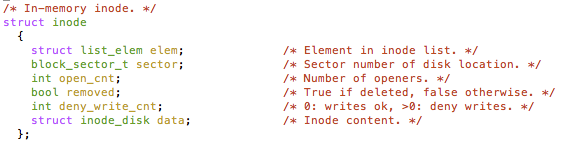 /* In-memory inode. */
struct inode
  {
    struct list_elem elem;              /* Element in inode list. */
    block_sector_t sector;              /* Sector number of disk location. */
    int open_cnt;                       /* Number of openers. */
    bool removed;                       /* True if deleted, false otherwise. */
    int deny_write_cnt;                 /* 0: writes ok, >0: deny writes. */
    struct inode_disk data;             /* Inode content. */
  };